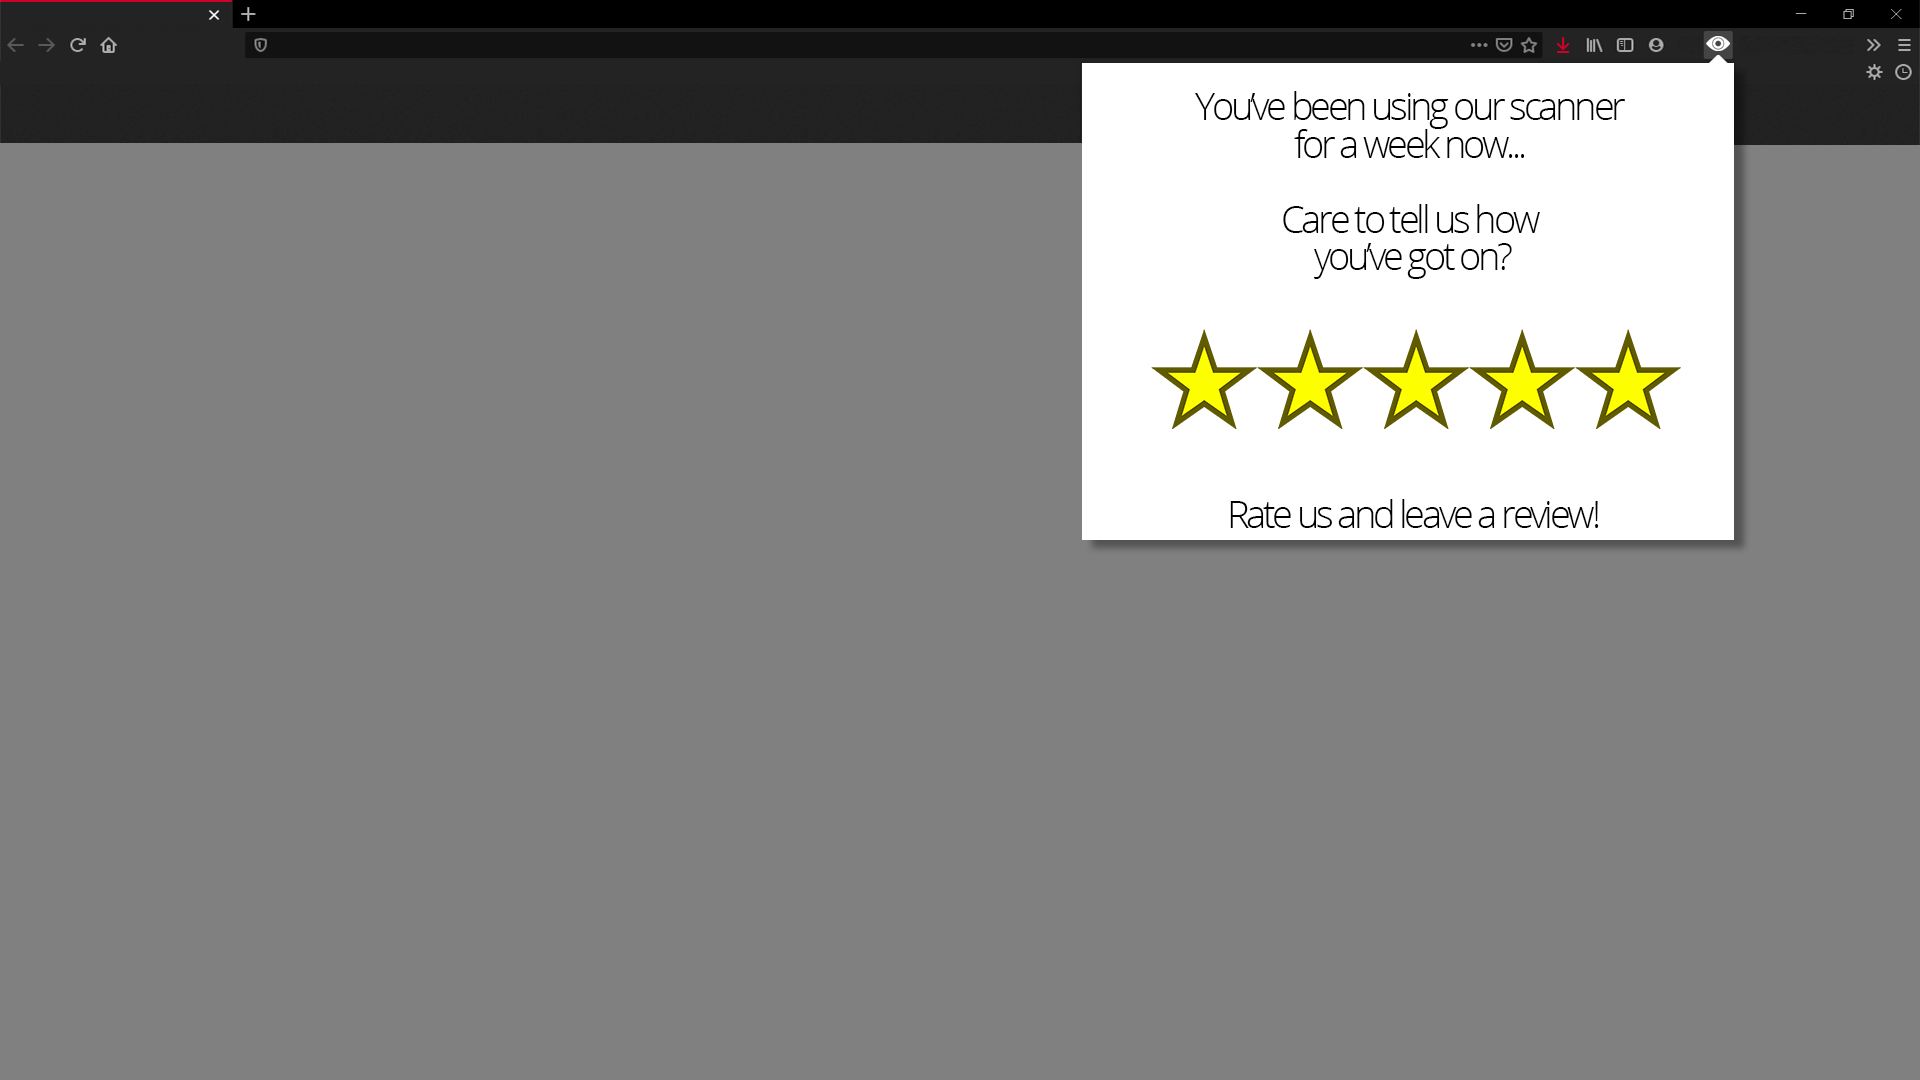 You've been using our scanner
for a week now...
Care to tell us how
you've got on?
Rate us and leave a review!